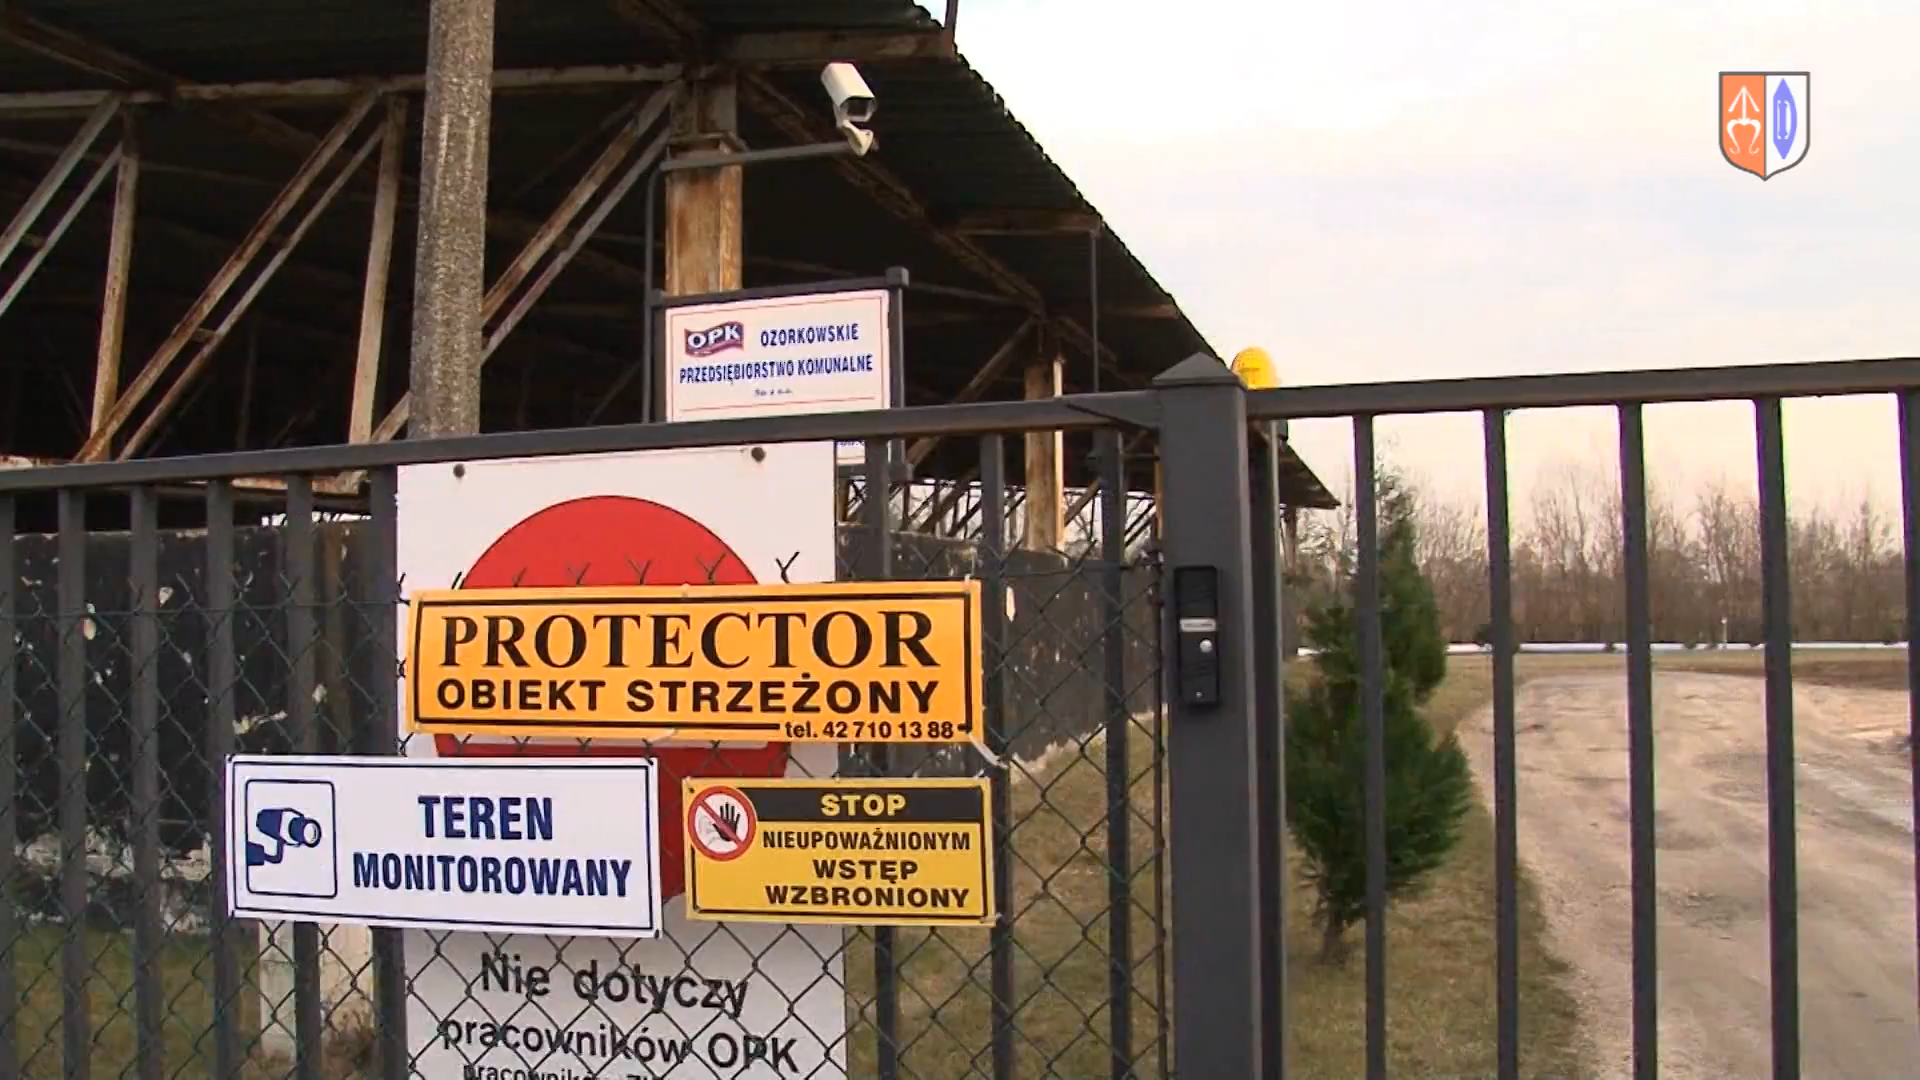 OPK OZORKOWSKIE
PRZEDSIĘBIORSTWO KOMUNALNE
PROTECTOR
OBIEKT STRZEŻONY
tel. 42 710 13 88
TEREN
MONITOROWANY
STOP
NIEUPOWAŻNIONYM
WSTĘP
WZBRONIONY
Nie dotyczy
pracowników OPK